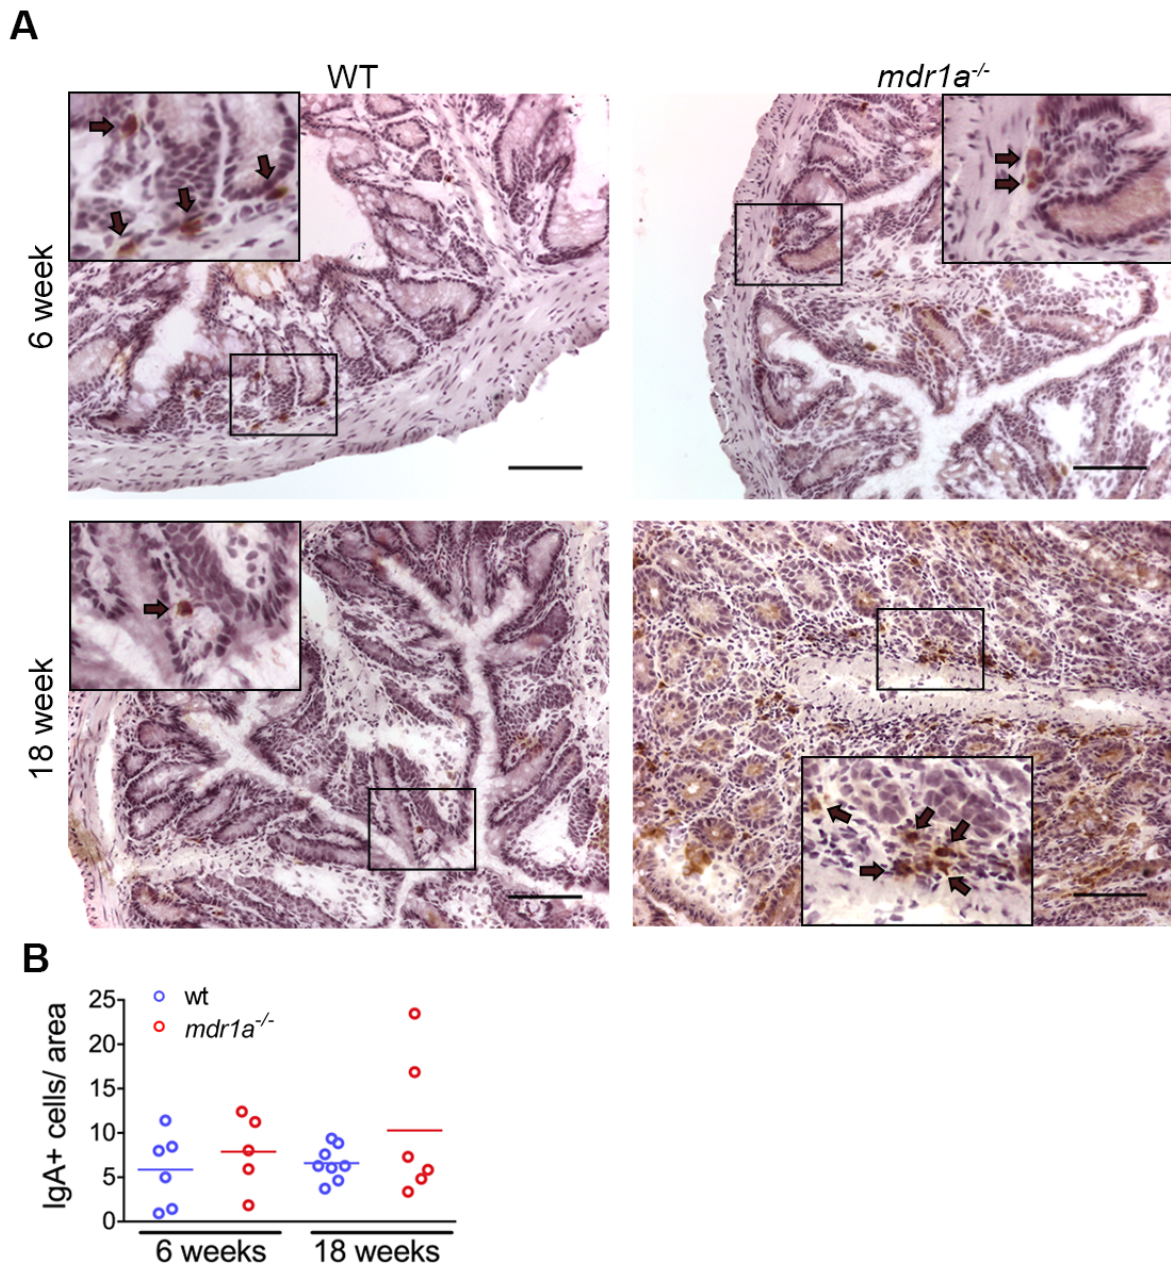 A
WT
mdr1a-/-
6 week
18 week
B
IgA+ cells/ area
25
20
15
10
5
0
wt
mdr1a-/-
6 weeks
18 weeks